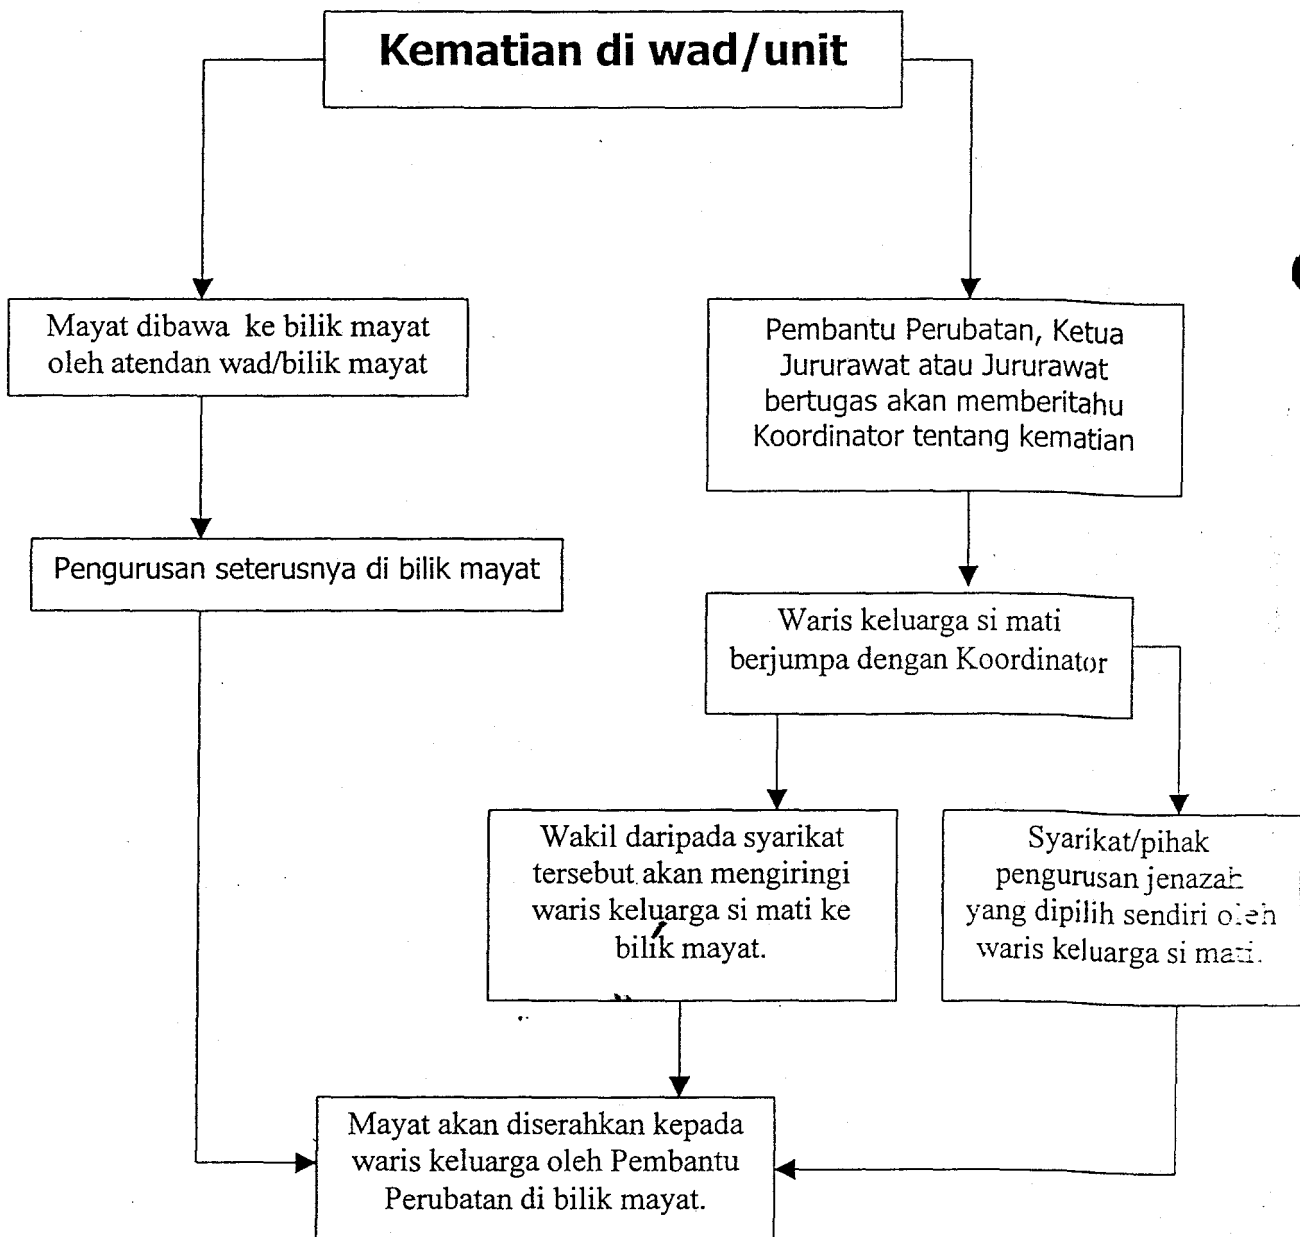 Kematian di wad/unit
Mayat dibawa ke bilik mayat
oleh atendan wad/bilik mayat
Pembantu Perubatan, Ketua
Jururawat atau Jururawat
bertugas akan memberitahu
Koordinator tentang kematian
Pengurusan seterusnya di bilik mayat
Waris keluarga si mati
berjumpa dengan Koordinator
Wakil daripada syarikat
tersebut akan mengiringi
waris keluarga si mati ke
bilik mayat.
Syarikat/pihak
pengurusan jenazah
yang dipilih sendiri oleh
waris keluarga si mati.
Mayat akan diserahkan kepada
waris keluarga oleh Pembantu
Perubatan di bilik mayat.